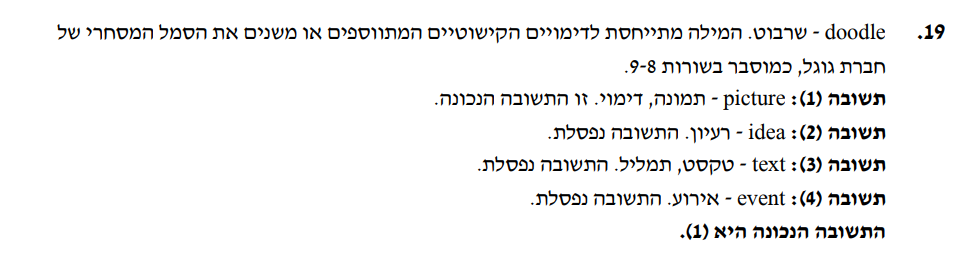 19. doodle - שרבוט. המילה מתייחסת לדימויים הקישוטיים המתווספים או משנים את הסמל המסחרי של
חברת גוגל, כמוסבר בשורות 9-8.
תשובה (1): picture - תמונה, דימוי. זו התשובה הנכונה.
תשובה (2): idea - רעיון. התשובה נפסלת.
תשובה (3): text - טקסט, תמליל. התשובה נפסלת.
תשובה (4): event - אירוע. התשובה נפסלת.
התשובה הנכונה היא (1).